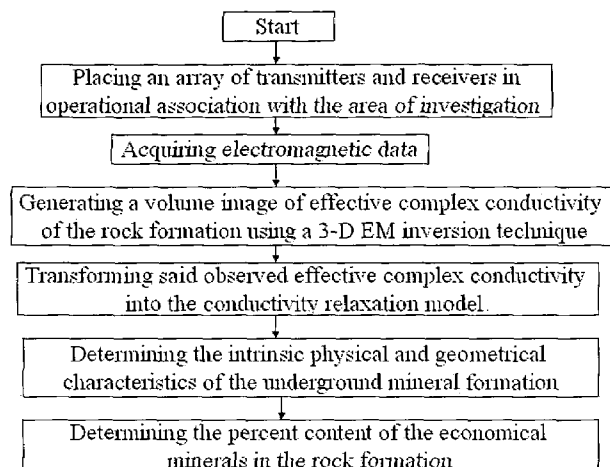 Start
Placing an array of transmitters and receivers in
operational association with the area of investigation
Acquiring electromagnetic data
Generating a volume image of effective complex conductivity
of the rock formation using a 3-D EM inversion technique
Transforming said observed effective complex conductivity
into the conductivity relaxation model.
Determining the intrinsic physical and geometrical
characteristics of the underground mineral formation
Determining the percent content of the economical
minerals in the rock formation